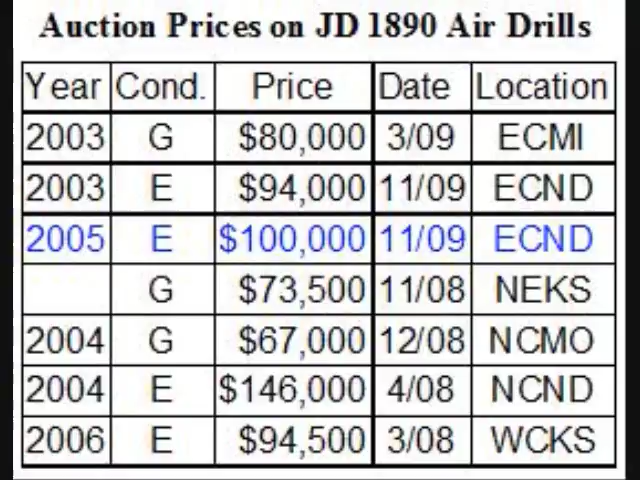 Auction Prices on JD 1890 Air Drills
Year Cond. Price Date Location
2003 G $80,000 3/09 ECMI
2003 E $94,000 11/09 ECND
2005 E $100,000 11/09 ECND
G $73,500 11/08 NEKS
2004 G $67,000 12/08 NCMO
2004 E $146,000 4/08 NCND
2006 E $94,500 3/08 WCKS